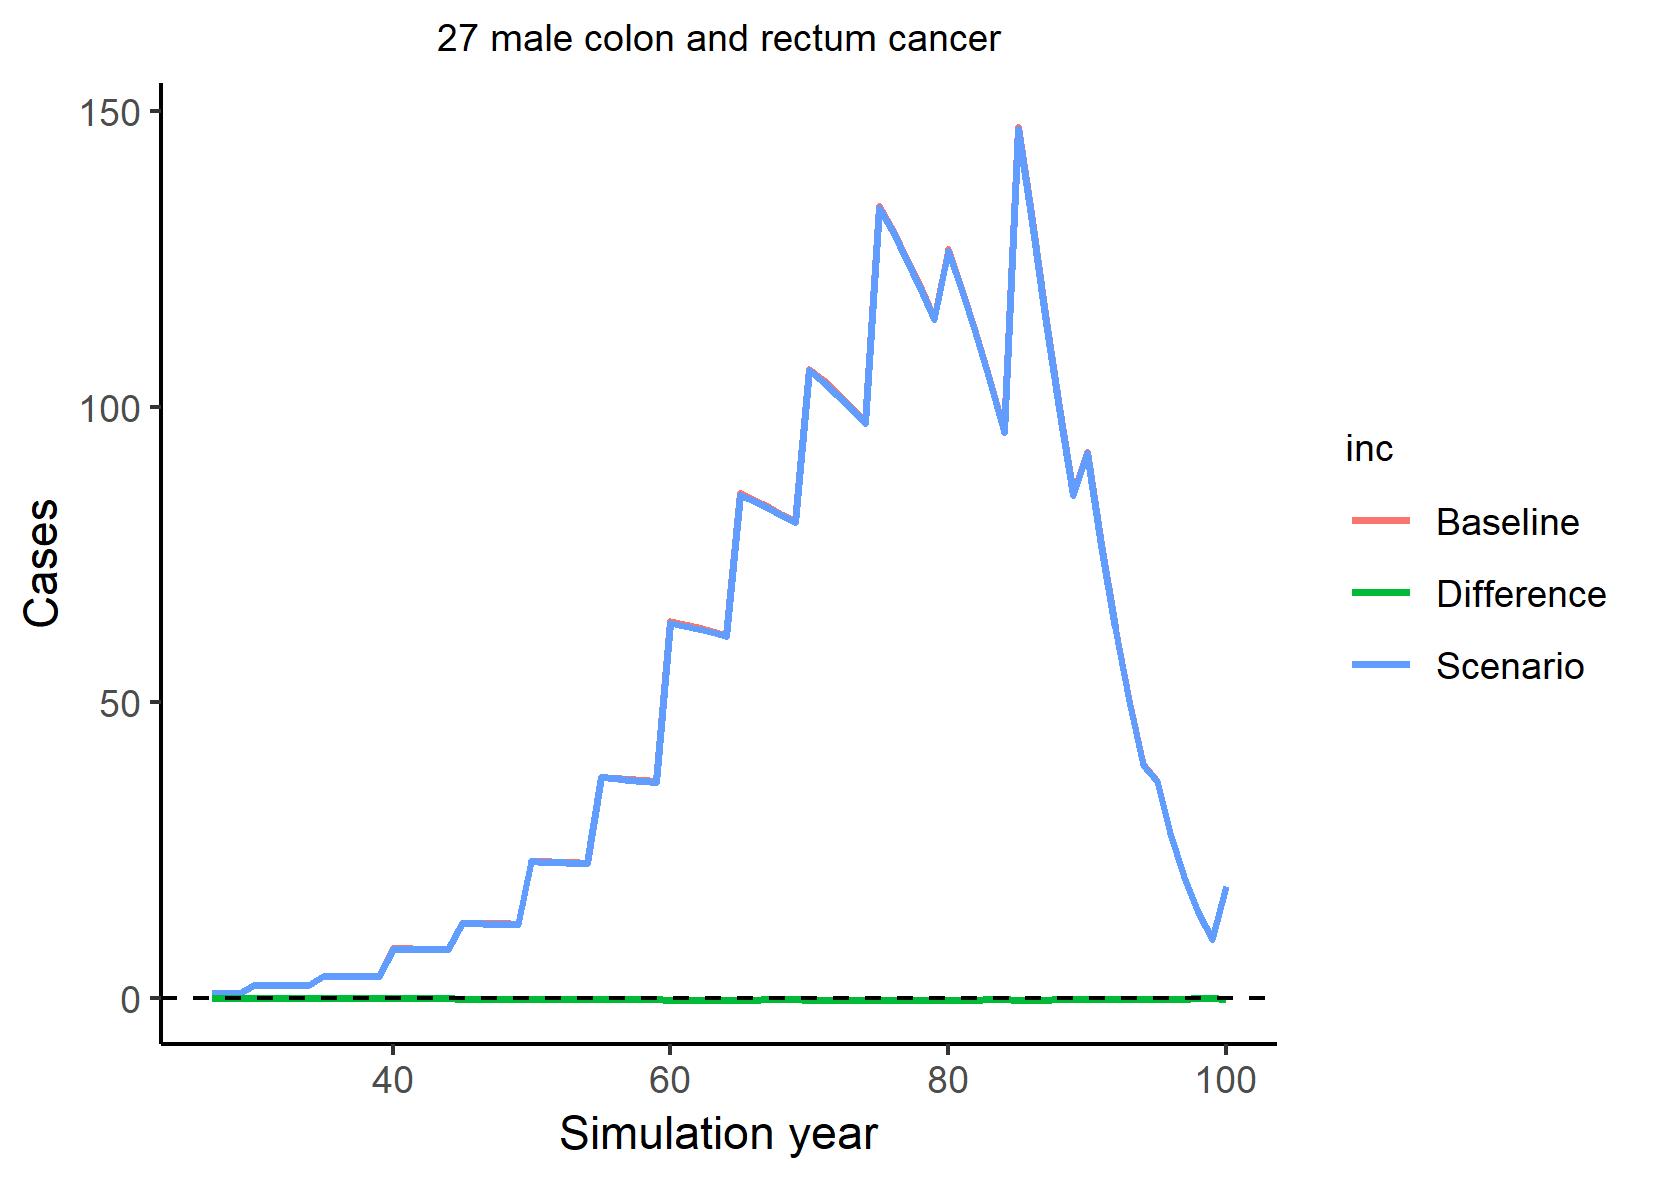 27 male colon and rectum cancer
150
100
50
0
Cases
40
60
80
100
Simulation year
inc
Baseline
Difference
Scenario